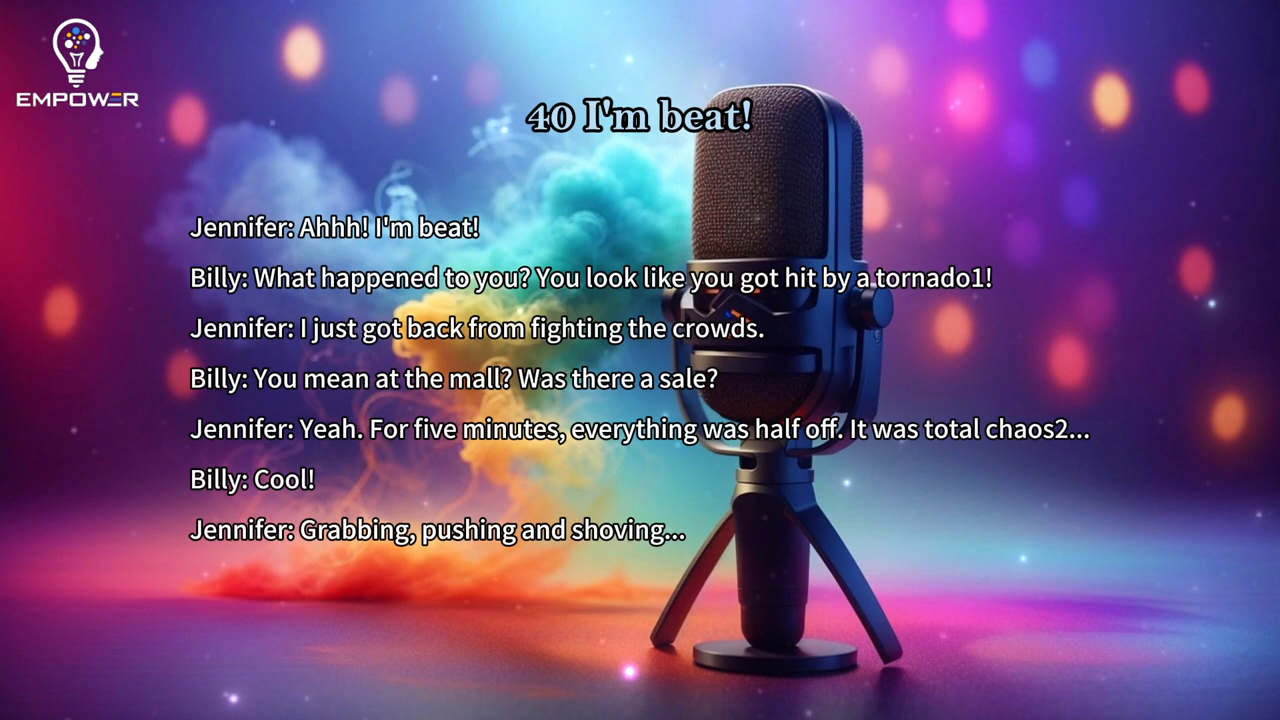 EMPOWER
40 I'm beat!
Jennifer: Ahhh! I'm beat!
Billy: What happened to you? You look like you got hit by a tornado1!
Jennifer: I just got back from fighting the crowds.
Billy: You mean at the mall? Was there a sale?
Jennifer: Yeah. For five minutes, everything was half off. It was total chaos2...
Billy: Cool!
Jennifer: Grabbing, pushing and shoving...